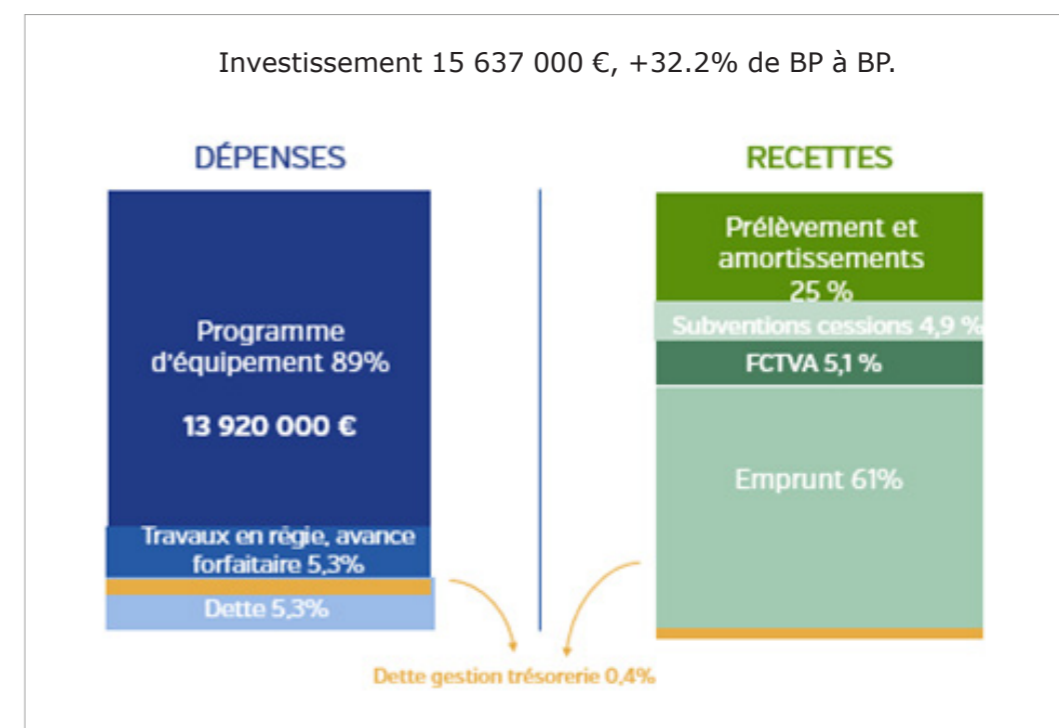 Investissement 15 637 000 €, +32.2% de BP à BP.
DÉPENSES
Programme
d'équipement 89%
13 920 000 €
Travaux en régie, avance
forfaitaire 5,3%
Dette 5,3%
RECETTES
Prélèvement et
amortissements
25 %
Subventions cessions 4,9 %
FCTVA 5,1 %
Emprunt 61%
Dette gestion trésorerie 0,4%